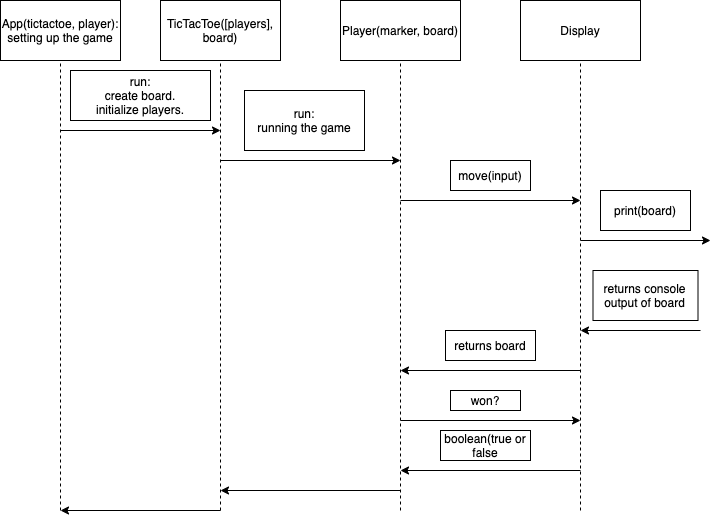 App(tictactoe, player):
setting up the game
TicTacToe([players],
board)
Player(marker, board)
Display
run:
create board.
initialize players.
run:
running the game
move(input)
print(board)
returns console
output of board
returns board
won?
boolean(true or
false